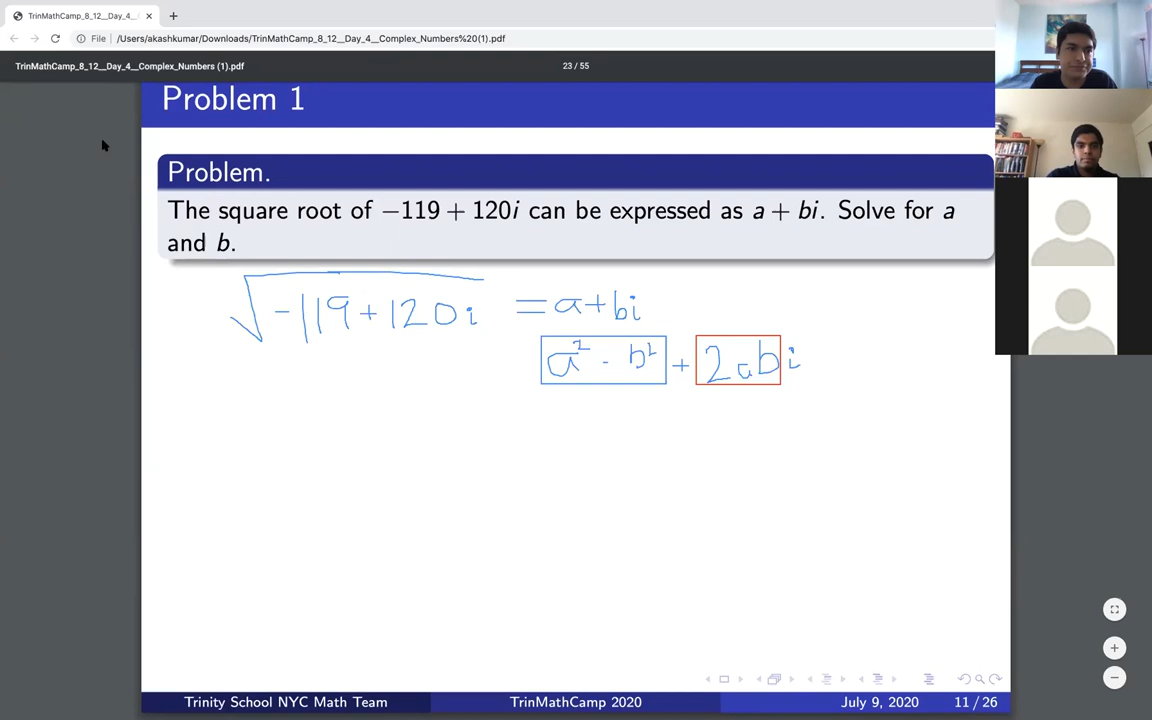 TrinMathCamp_8_12__Day_4__
File /Users/akashkumar/Downloads/TrinMathCamp_8_12__Day_4__Complex_Numbers%20(1).pdf
TrinMathCamp_8_12__Day_4__Complex_Numbers (1).pdf 23 / 55
Problem 1
Problem.
The square root of −119 + 120i can be expressed as a + bi. Solve for a
and b.
√-119+120i = a+bi
a² - b² + 2abi
Trinity School NYC Math Team TrinMathCamp 2020 July 9, 2020 11 / 26